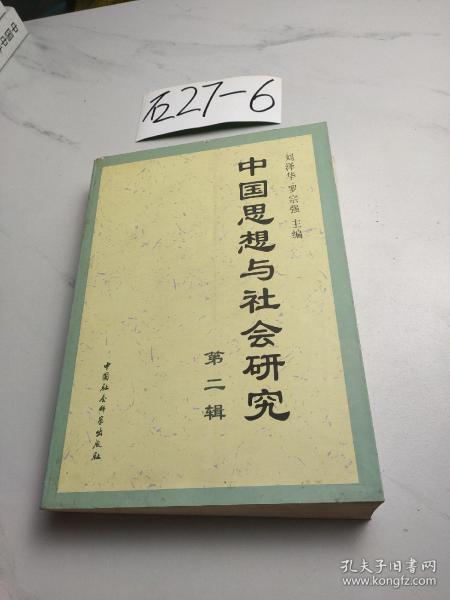 石27-6
刘泽华 罗宗强 主编
中国思想与社会研究
第二辑
中国社会科学出版社
孔夫子旧书网
www.kongfz.com